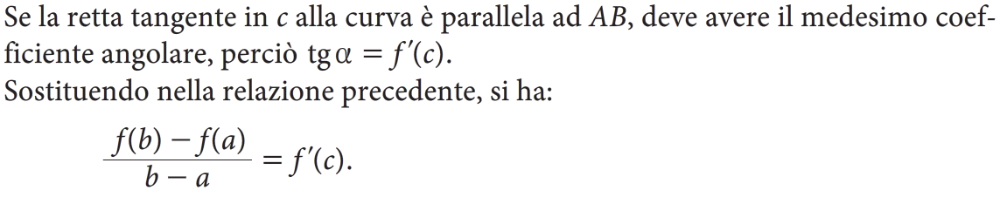 Se la retta tangente in c alla curva è parallela ad AB, deve avere il medesimo coef-
ficiente angolare, perciò tg α = f′(c).
Sostituendo nella relazione precedente, si ha:
f(b) − f(a)
b − a
= f′(c).